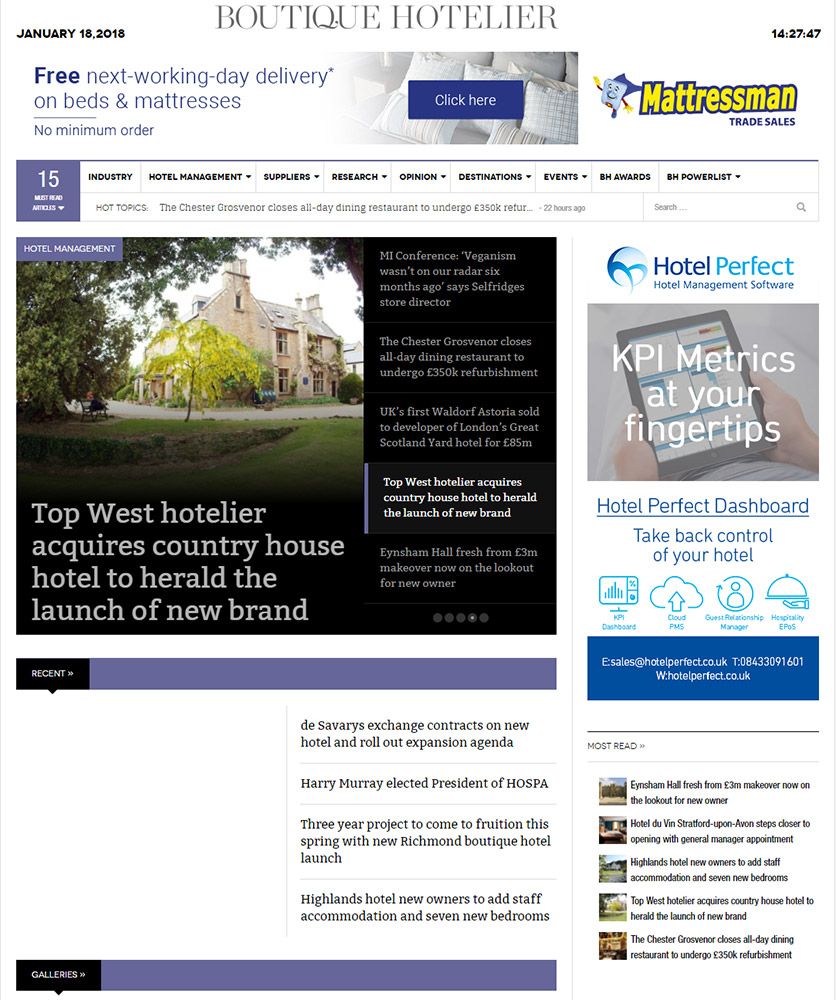 BOUTIQUE HOTELIER
JANUARY 18,2018
14:27:47
Free next-working-day delivery*
on beds & mattresses
No minimum order
Click here
Mattressman
TRADE SALES
15
MUST READ
ARTICLES
INDUSTRY
HOTEL MANAGEMENT
SUPPLIERS
RESEARCH
OPINION
DESTINATIONS
EVENTS
BH AWARDS
BH POWERLIST
HOT TOPICS: The Chester Grosvenor closes all-day dining restaurant to undergo £350k refur... - 22 hours ago
Search ...
HOTEL MANAGEMENT
Top West hotelier
acquires country house
hotel to herald the
launch of new brand
MI Conference: ‘Veganism
wasn’t on our radar six
months ago’ says Selfridges
store director
The Chester Grosvenor closes
all-day dining restaurant to
undergo £350k refurbishment
UK’s first Waldorf Astoria sold
to developer of London’s Great
Scotland Yard hotel for £85m
Top West hotelier acquires
country house hotel to herald
the launch of new brand
Eynsham Hall fresh from £3m
makeover now on the lookout
for new owner
Hotel Perfect
Hotel Management Software
KPI Metrics
at your
fingertips
Hotel Perfect Dashboard
Take back control
of your hotel
KPI
Dashboard
Cloud
PMS
Guest Relationship
Manager
Hospitality
EPoS
E:sales@hotelperfect.co.uk T:08433091601
W:hotelperfect.co.uk
RECENT »
de Savarys exchange contracts on new
hotel and roll out expansion agenda
Harry Murray elected President of HOSPA
Three year project to come to fruition this
spring with new Richmond boutique hotel
launch
Highlands hotel new owners to add staff
accommodation and seven new bedrooms
MOST READ »
Eynsham Hall fresh from £3m makeover now on
the lookout for new owner
Hotel du Vin Stratford-upon-Avon steps closer to
opening with general manager appointment
Highlands hotel new owners to add staff
accommodation and seven new bedrooms
Top West hotelier acquires country house hotel to
herald the launch of new brand
The Chester Grosvenor closes all-day dining
restaurant to undergo £350k refurbishment
GALLERIES »